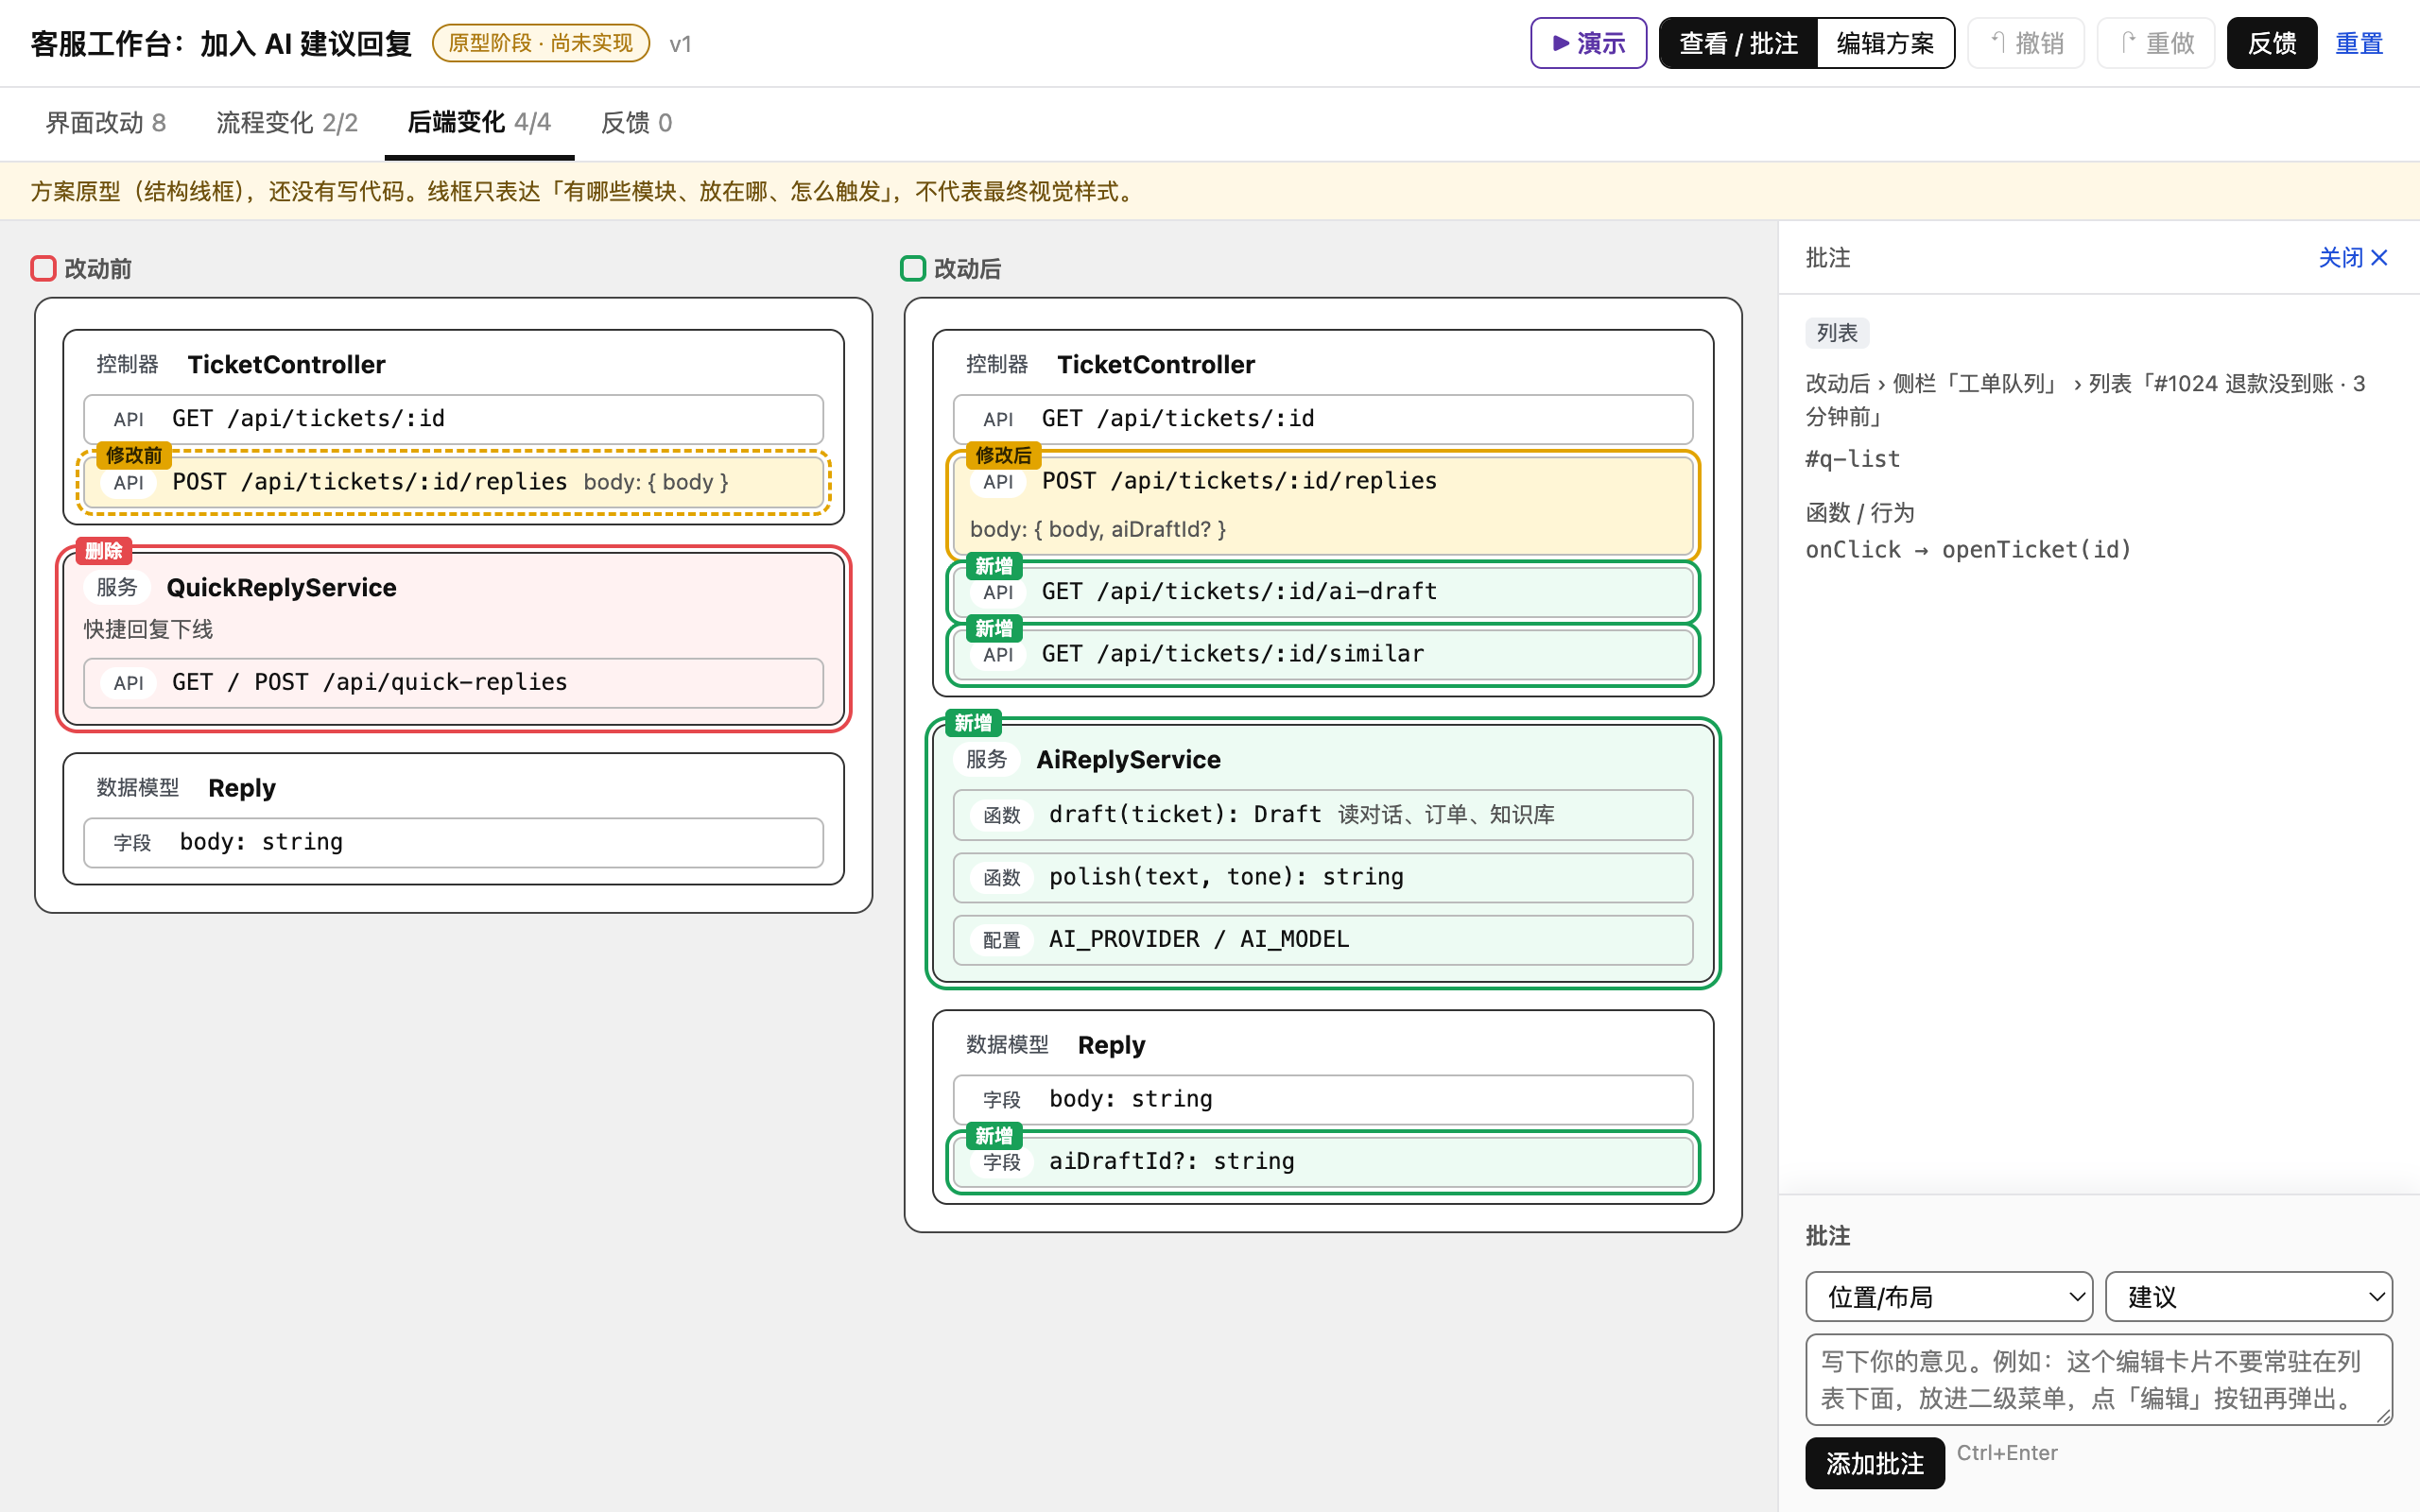 客服工作台：加入 AI 建议回复
原型阶段 · 尚未实现
v1
▶ 演示
查看 / 批注
编辑方案
撤销
重做
反馈
重置
界面改动 8
流程变化 2/2
后端变化 4/4
反馈 0
方案原型（结构线框），还没有写代码。线框只表达「有哪些模块、放在哪、怎么触发」，不代表最终视觉样式。
改动前
控制器 TicketController
API GET /api/tickets/:id
修改前
API POST /api/tickets/:id/replies body: { body }
删除
服务 QuickReplyService
快捷回复下线
API GET / POST /api/quick-replies
数据模型 Reply
字段 body: string
改动后
控制器 TicketController
API GET /api/tickets/:id
修改后
API POST /api/tickets/:id/replies
body: { body, aiDraftId? }
新增
API GET /api/tickets/:id/ai-draft
新增
API GET /api/tickets/:id/similar
新增
服务 AiReplyService
函数 draft(ticket): Draft 读对话、订单、知识库
函数 polish(text, tone): string
配置 AI_PROVIDER / AI_MODEL
数据模型 Reply
字段 body: string
新增
字段 aiDraftId?: string
批注
关闭 ✕
列表
改动后 › 侧栏「工单队列」 › 列表「#1024 退款没到账 · 3
分钟前」
#q-list
函数 / 行为
onClick → openTicket(id)
批注
位置/布局
建议
写下你的意见。例如：这个编辑卡片不要常驻在列
表下面，放进二级菜单，点「编辑」按钮再弹出。
添加批注
Ctrl+Enter